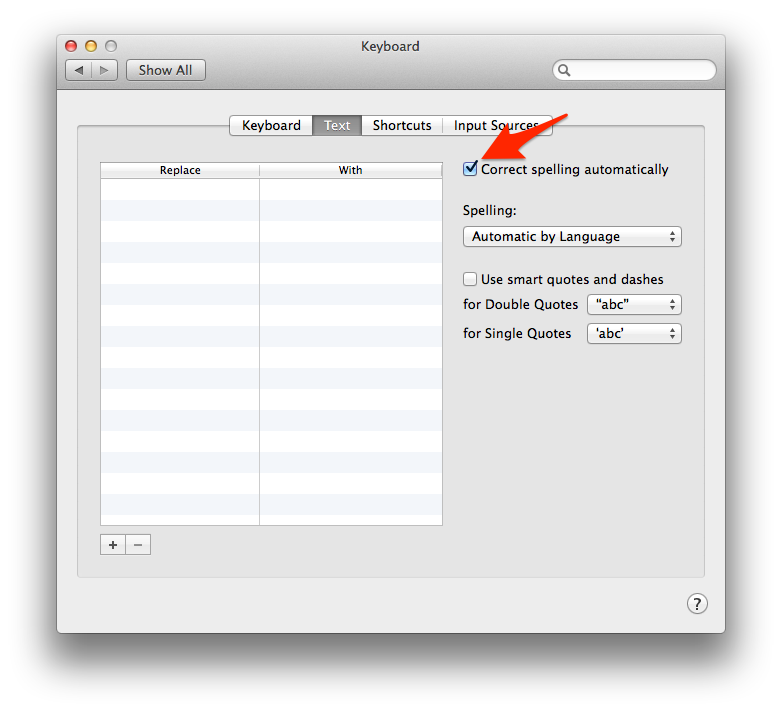 Keyboard
Show All
Keyboard Text Shortcuts Input Sources
Replace With
Correct spelling automatically
Spelling:
Automatic by Language
Use smart quotes and dashes
for Double Quotes “abc”
for Single Quotes 'abc'
+ −
?